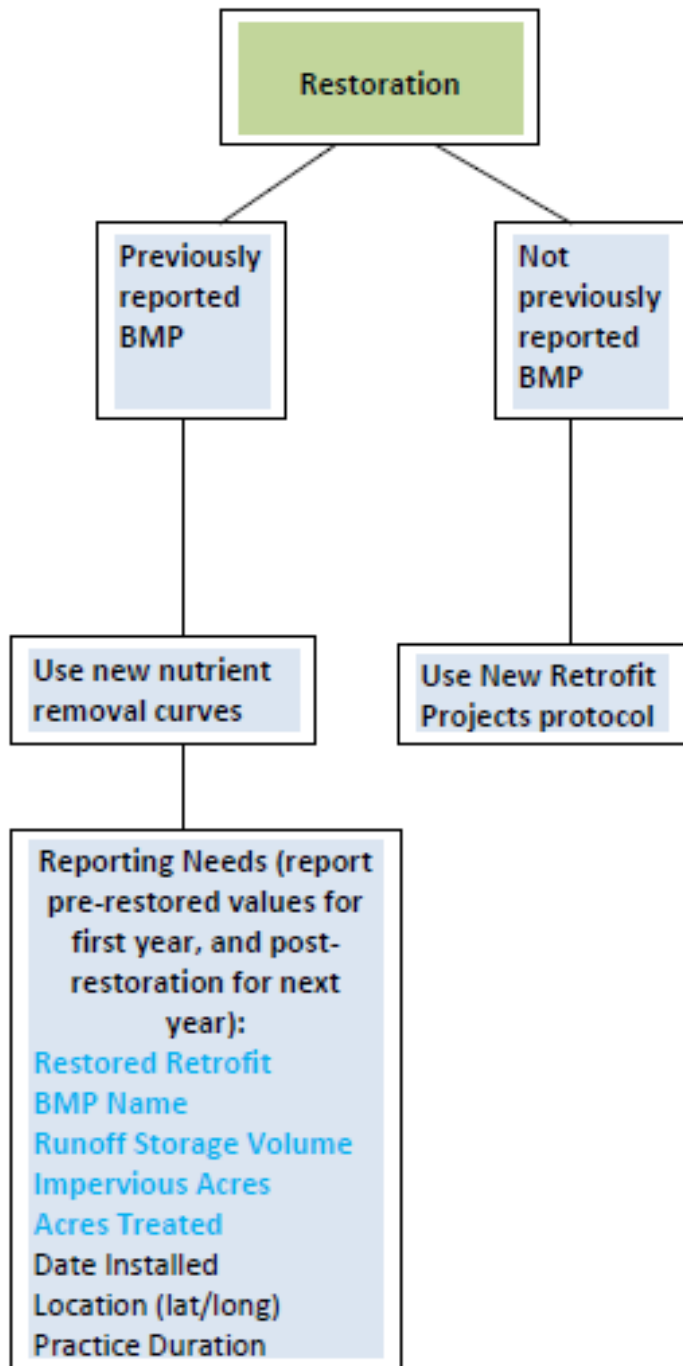 Restoration
Previously
reported
BMP
Not
previously
reported
BMP
Use new nutrient
removal curves
Use New Retrofit
Projects protocol
Reporting Needs (report
pre-restored values for
first year, and post-
restoration for next
year):
Restored Retrofit
BMP Name
Runoff Storage Volume
Impervious Acres
Acres Treated
Date Installed
Location (lat/long)
Practice Duration